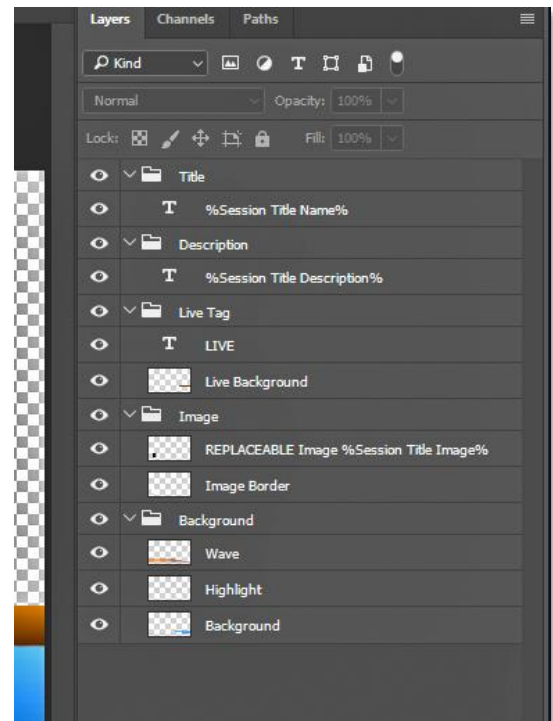 Layers Channels Paths
Kind T
Normal Opacity: 100%
Lock: Fill: 100%
Title
T %Session Title Name%
Description
T %Session Title Description%
Live Tag
T LIVE
Live Background
Image
REPLACEABLE Image %Session Title Image%
Image Border
Background
Wave
Highlight
Background